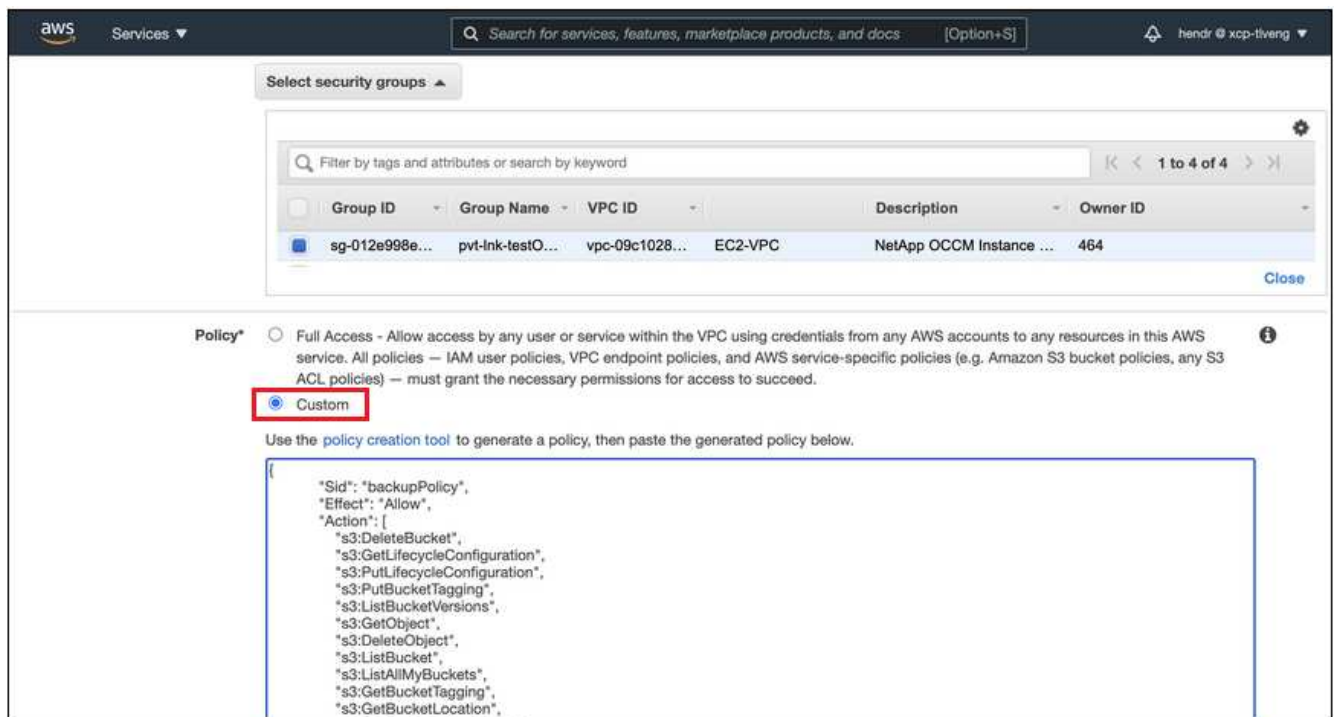 aws Services ▼ Search for services, features, marketplace products, and docs [Option+S] hendr @ xcp-tlveng ▼
Select security groups ▲
Filter by tags and attributes or search by keyword 1 to 4 of 4
Group ID Group Name VPC ID Description Owner ID
sg-012e998e... pvt-lnk-testO... vpc-09c1028... EC2-VPC NetApp OCCM Instance ... 464
Close
Policy* Full Access - Allow access by any user or service within the VPC using credentials from any AWS accounts to any resources in this AWS
service. All policies — IAM user policies, VPC endpoint policies, and AWS service-specific policies (e.g. Amazon S3 bucket policies, any S3
ACL policies) — must grant the necessary permissions for access to succeed.
Custom
Use the policy creation tool to generate a policy, then paste the generated policy below.
{
"Sid": "backupPolicy",
"Effect": "Allow",
"Action": [
"s3:DeleteBucket",
"s3:GetLifecycleConfiguration",
"s3:PutLifecycleConfiguration",
"s3:PutBucketTagging",
"s3:ListBucketVersions",
"s3:GetObject",
"s3:DeleteObject",
"s3:ListBucket",
"s3:ListAllMyBuckets",
"s3:GetBucketTagging",
"s3:GetBucketLocation",